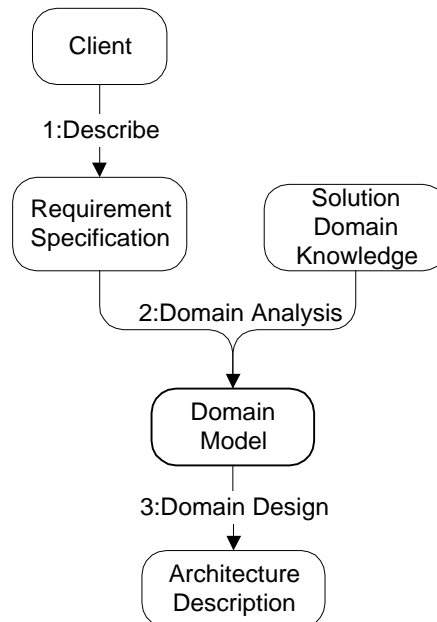 Client
1:Describe
Requirement
Specification
Solution
Domain
Knowledge
2:Domain Analysis
Domain
Model
3:Domain Design
Architecture
Description